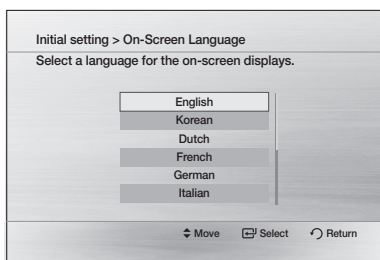 Initial setting > On-Screen Language
Select a language for the on-screen displays.
English
Korean
Dutch
French
German
Italian
Move Select Return